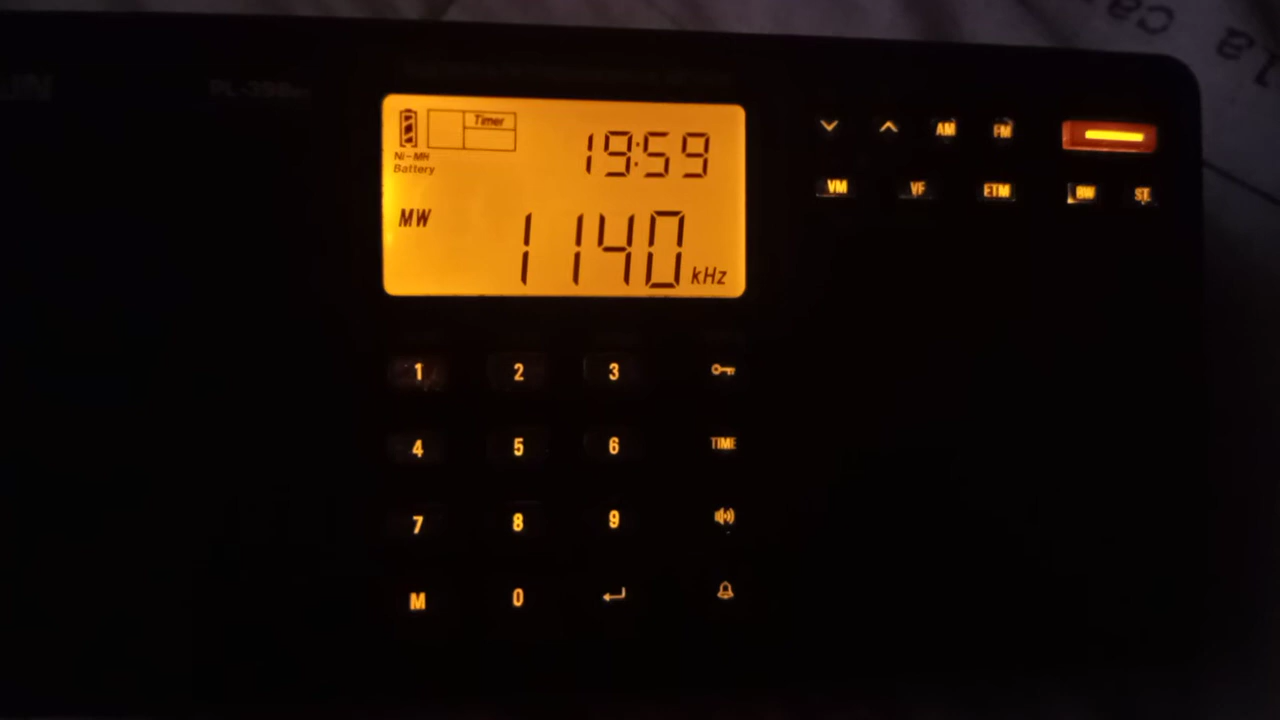 Timer
19:59
Ni-MH
Battery
MW
1140 kHz
AM FM
VM VF ETM BW ST
1 2 3
4 5 6 TIME
7 8 9
M 0